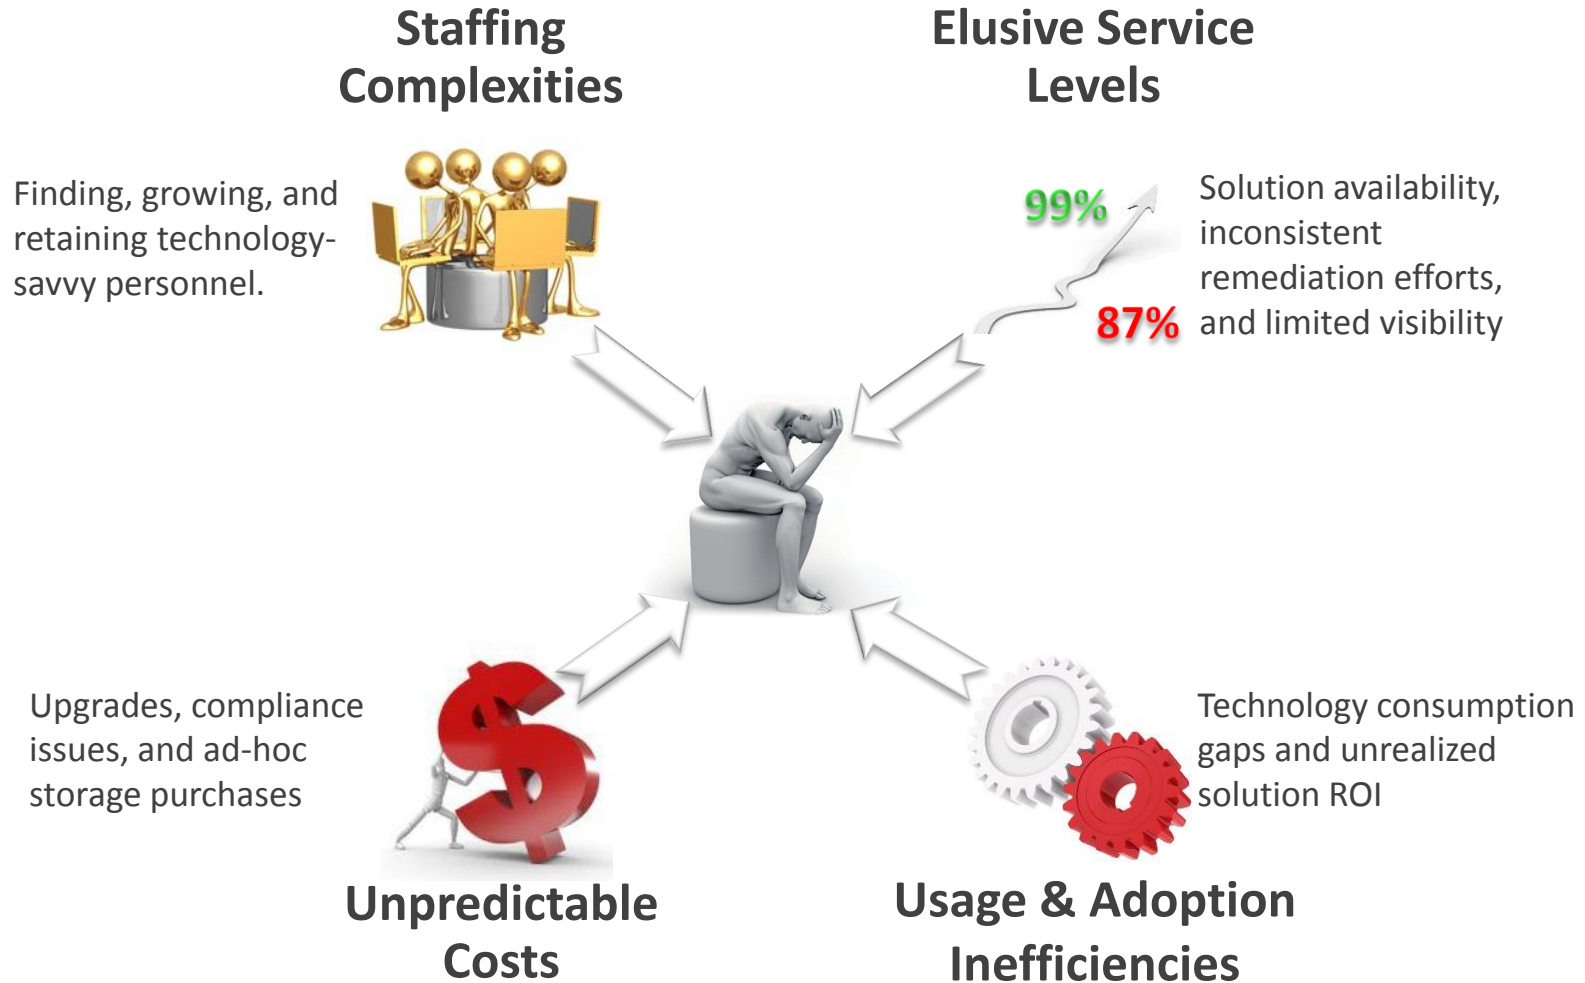 Staffing
Complexities
Finding, growing, and
retaining technology-
savvy personnel.
Elusive Service
Levels
99%
87%
Solution availability,
inconsistent
remediation efforts,
and limited visibility
Upgrades, compliance
issues, and ad-hoc
storage purchases
Unpredictable
Costs
Technology consumption
gaps and unrealized
solution ROI
Usage & Adoption
Inefficiencies